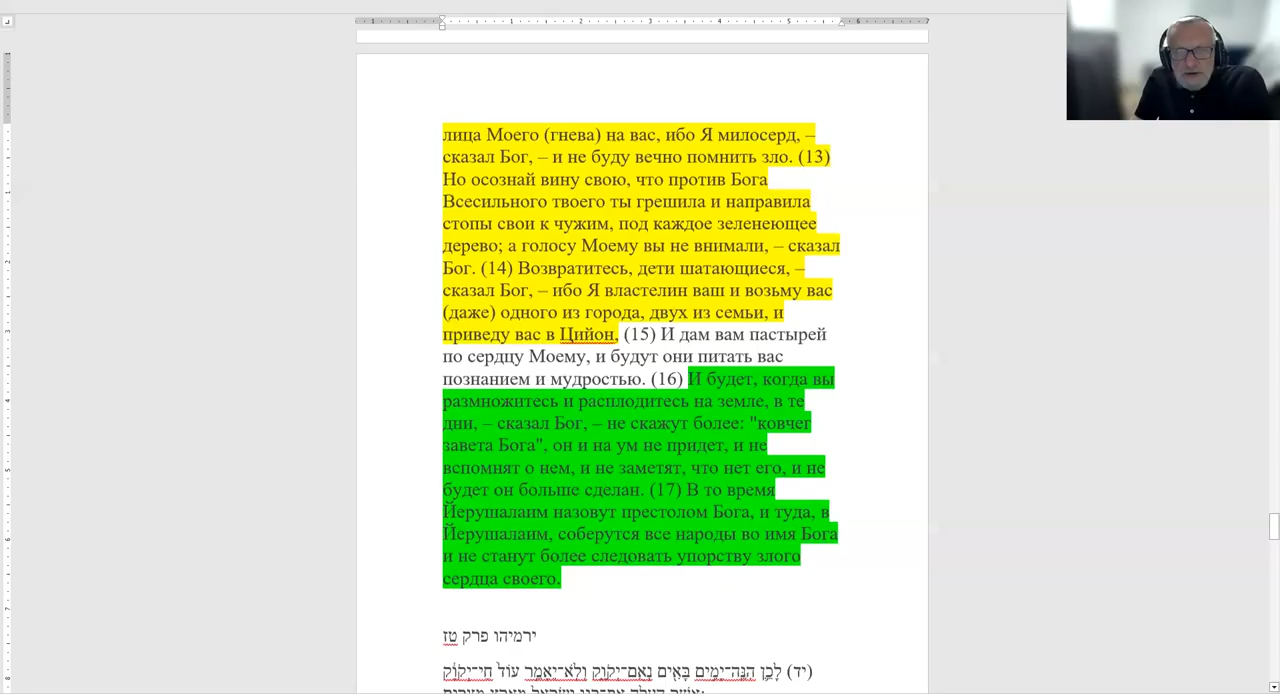 лица Моего (гнева) на вас, ибо Я милосерд, –
сказал Бог, – и не буду вечно помнить зло. (13)
Но осознай вину свою, что против Бога
Всесильного твоего ты грешила и направила
стопы свои к чужим, под каждое зеленеющее
дерево; а голосу Моему вы не внимали, – сказал
Бог. (14) Возвратитесь, дети шатающиеся, –
сказал Бог, – ибо Я властелин ваш и возьму вас
(даже) одного из города, двух из семьи, и
приведу вас в Цийон, (15) И дам вам пастырей
по сердцу Моему, и будут они питать вас
познанием и мудростью. (16) И будет, когда вы
размножитесь и расплодитесь на земле, в те
дни, – сказал Бог, – не скажут более: "ковчег
завета Бога", он и на ум не придет, и не
вспомнят о нем, и не заметят, что нет его, и не
будет он больше сделан. (17) В то время
Йерушалаим назовут престолом Бога, и туда, в
Йерушалаим, соберутся все народы во имя Бога
и не станут более следовать упорству злого
сердца своего.
ירמיהו פרק טז
(יד) לָכֵן הִנֵּה־יָמִים בָּאִים נְאֻם־יְקֹוָק וְלֹא־יֵאָמֵר עוֹד חַי־יְקֹוָק